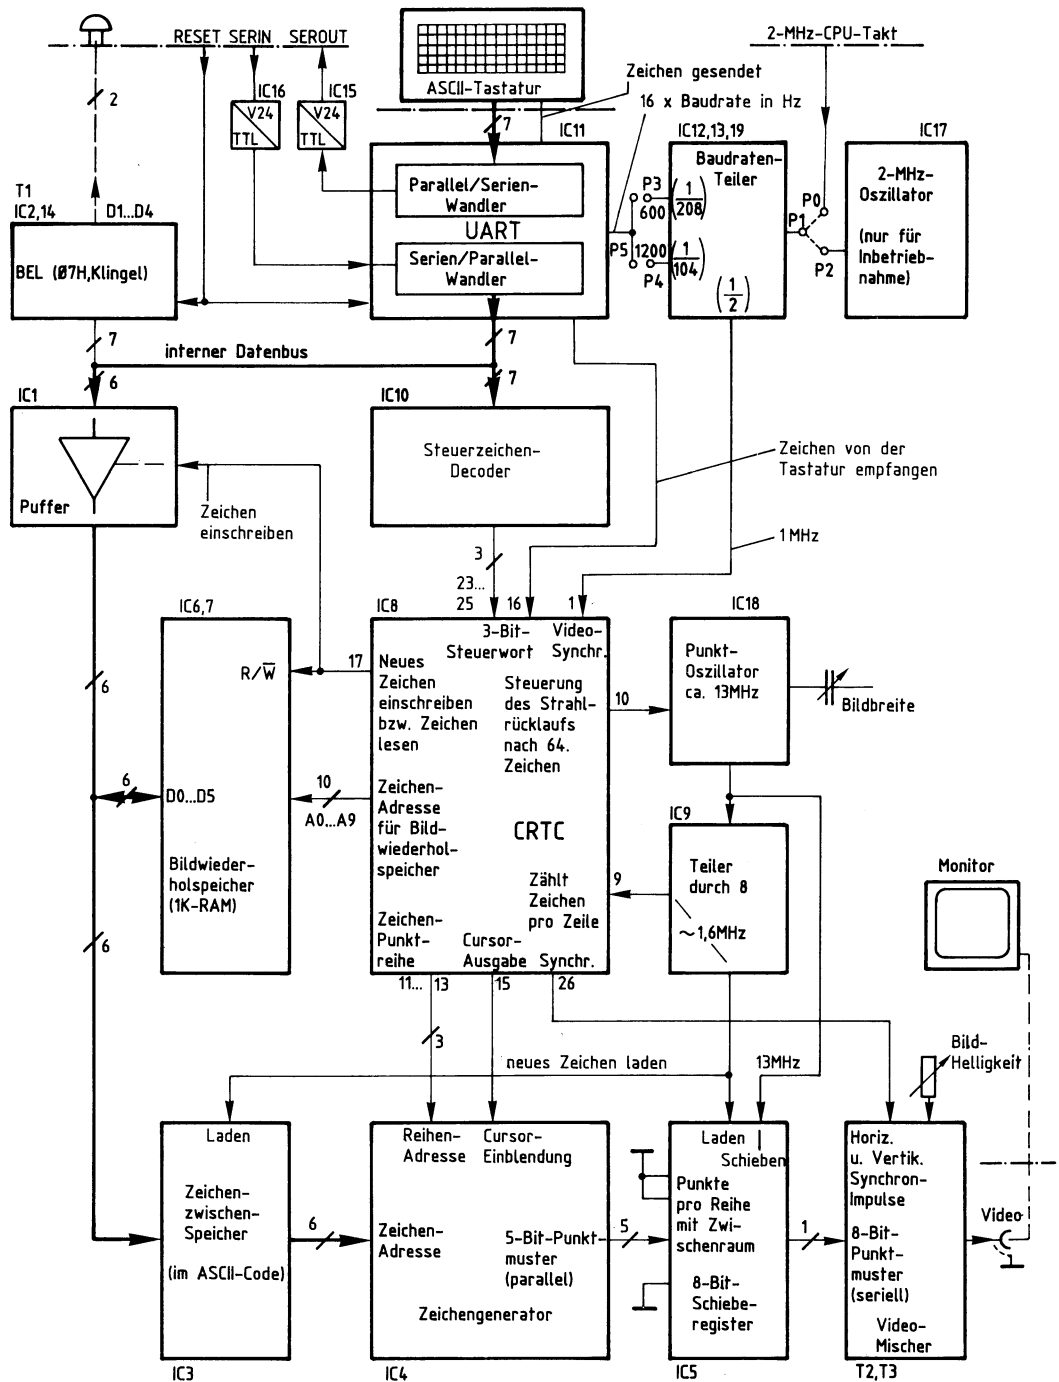 RESET SERIN SEROUT
2-MHz-CPU-Takt
ASCII-Tastatur
Zeichen gesendet
16 x Baudrate in Hz
2
IC16
IC15
V24
TTL
V24
TTL
7
IC11
IC12,13,19
IC17
T1
IC2,14
D1...D4
BEL (Ø7H,Klingel)
Parallel/Serien-
Wandler
UART
Serien/Parallel-
Wandler
P3
600
P5
1200
P4
Baudraten-
Teiler
(1/208)
(1/104)
(1/2)
P0
P1
P2
2-MHz-
Oszillator
(nur für
Inbetrieb-
nahme)
7
interner Datenbus
7
6
7
IC1
Puffer
IC10
Steuerzeichen-
Decoder
Zeichen
einschreiben
Zeichen von der
Tastatur empfangen
1MHz
3
23...
25
16
1
IC6,7
IC8
IC18
R/W̅
17
3-Bit-
Steuerwort
Video-
Synchr.
Neues
Zeichen
einschreiben
bzw. Zeichen
lesen
Steuerung
des Strahl-
rücklaufs
nach 64.
Zeichen
10
Punkt-
Oszillator
ca. 13MHz
Bildbreite
6
6
D0...D5
10
A0...A9
Zeichen-
Adresse
für Bild-
wiederhol-
speicher
CRTC
IC9
Teiler
durch 8
~1,6MHz
9
Bildwieder-
holspeicher
(1K-RAM)
Zählt
Zeichen
pro Zeile
Monitor
6
Zeichen-
Punkt-
reihe
Cursor-
Ausgabe
Synchr.
11...
13
15
26
3
neues Zeichen laden
13MHz
Bild-
Helligkeit
Laden
Zeichen-
zwischen-
Speicher
(im ASCII-Code)
IC3
6
Reihen-
Adresse
Cursor-
Einblendung
Zeichen-
Adresse
5-Bit-Punkt-
muster
(parallel)
Zeichengenerator
IC4
5
Laden
Schieben
Punkte
pro Reihe
mit Zwi-
schenraum
8-Bit-
Schiebe-
register
IC5
1
Horiz.
u. Vertik.
Synchron-
Impulse
8-Bit-
Punkt-
muster
(seriell)
Video-
Mischer
T2,T3
Video